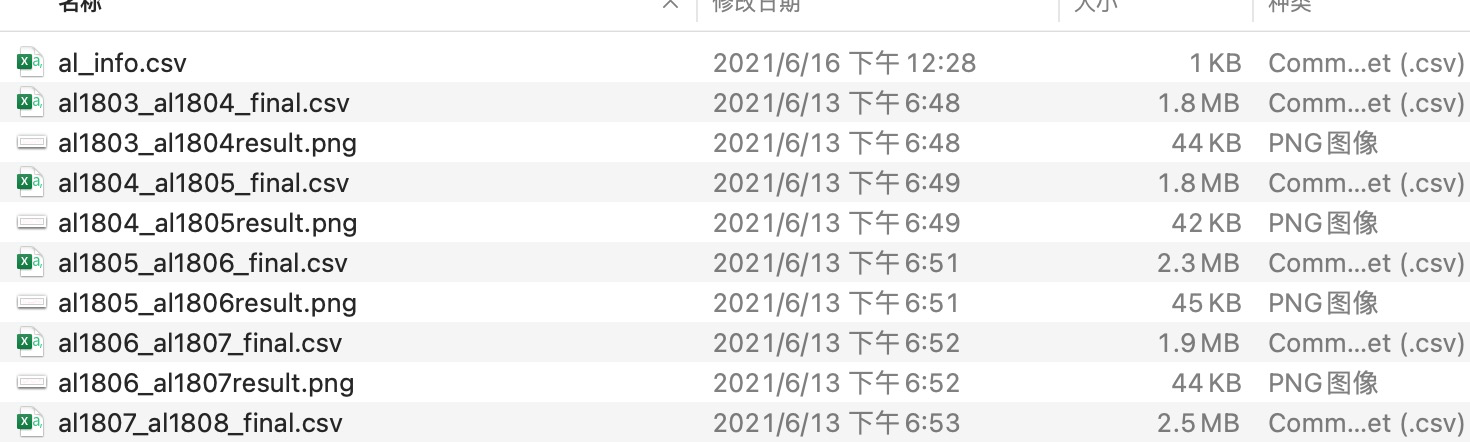 名称 修改日期 大小 种类
al_info.csv 2021/6/16 下午 12:28 1 KB Comm...et (.csv)
al1803_al1804_final.csv 2021/6/13 下午 6:48 1.8 MB Comm...et (.csv)
al1803_al1804result.png 2021/6/13 下午 6:48 44 KB PNG图像
al1804_al1805_final.csv 2021/6/13 下午 6:49 1.8 MB Comm...et (.csv)
al1804_al1805result.png 2021/6/13 下午 6:49 42 KB PNG图像
al1805_al1806_final.csv 2021/6/13 下午 6:51 2.3 MB Comm...et (.csv)
al1805_al1806result.png 2021/6/13 下午 6:51 45 KB PNG图像
al1806_al1807_final.csv 2021/6/13 下午 6:52 1.9 MB Comm...et (.csv)
al1806_al1807result.png 2021/6/13 下午 6:52 44 KB PNG图像
al1807_al1808_final.csv 2021/6/13 下午 6:53 2.5 MB Comm...et (.csv)